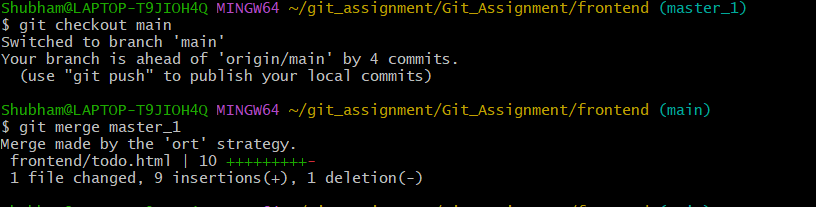 Shubham@LAPTOP-T9JIOH4Q MINGW64 ~/git_assignment/Git_Assignment/frontend (master_1)
$ git checkout main
Switched to branch 'main'
Your branch is ahead of 'origin/main' by 4 commits.
  (use "git push" to publish your local commits)

Shubham@LAPTOP-T9JIOH4Q MINGW64 ~/git_assignment/Git_Assignment/frontend (main)
$ git merge master_1
Merge made by the 'ort' strategy.
 frontend/todo.html | 10 +++++++++-
 1 file changed, 9 insertions(+), 1 deletion(-)